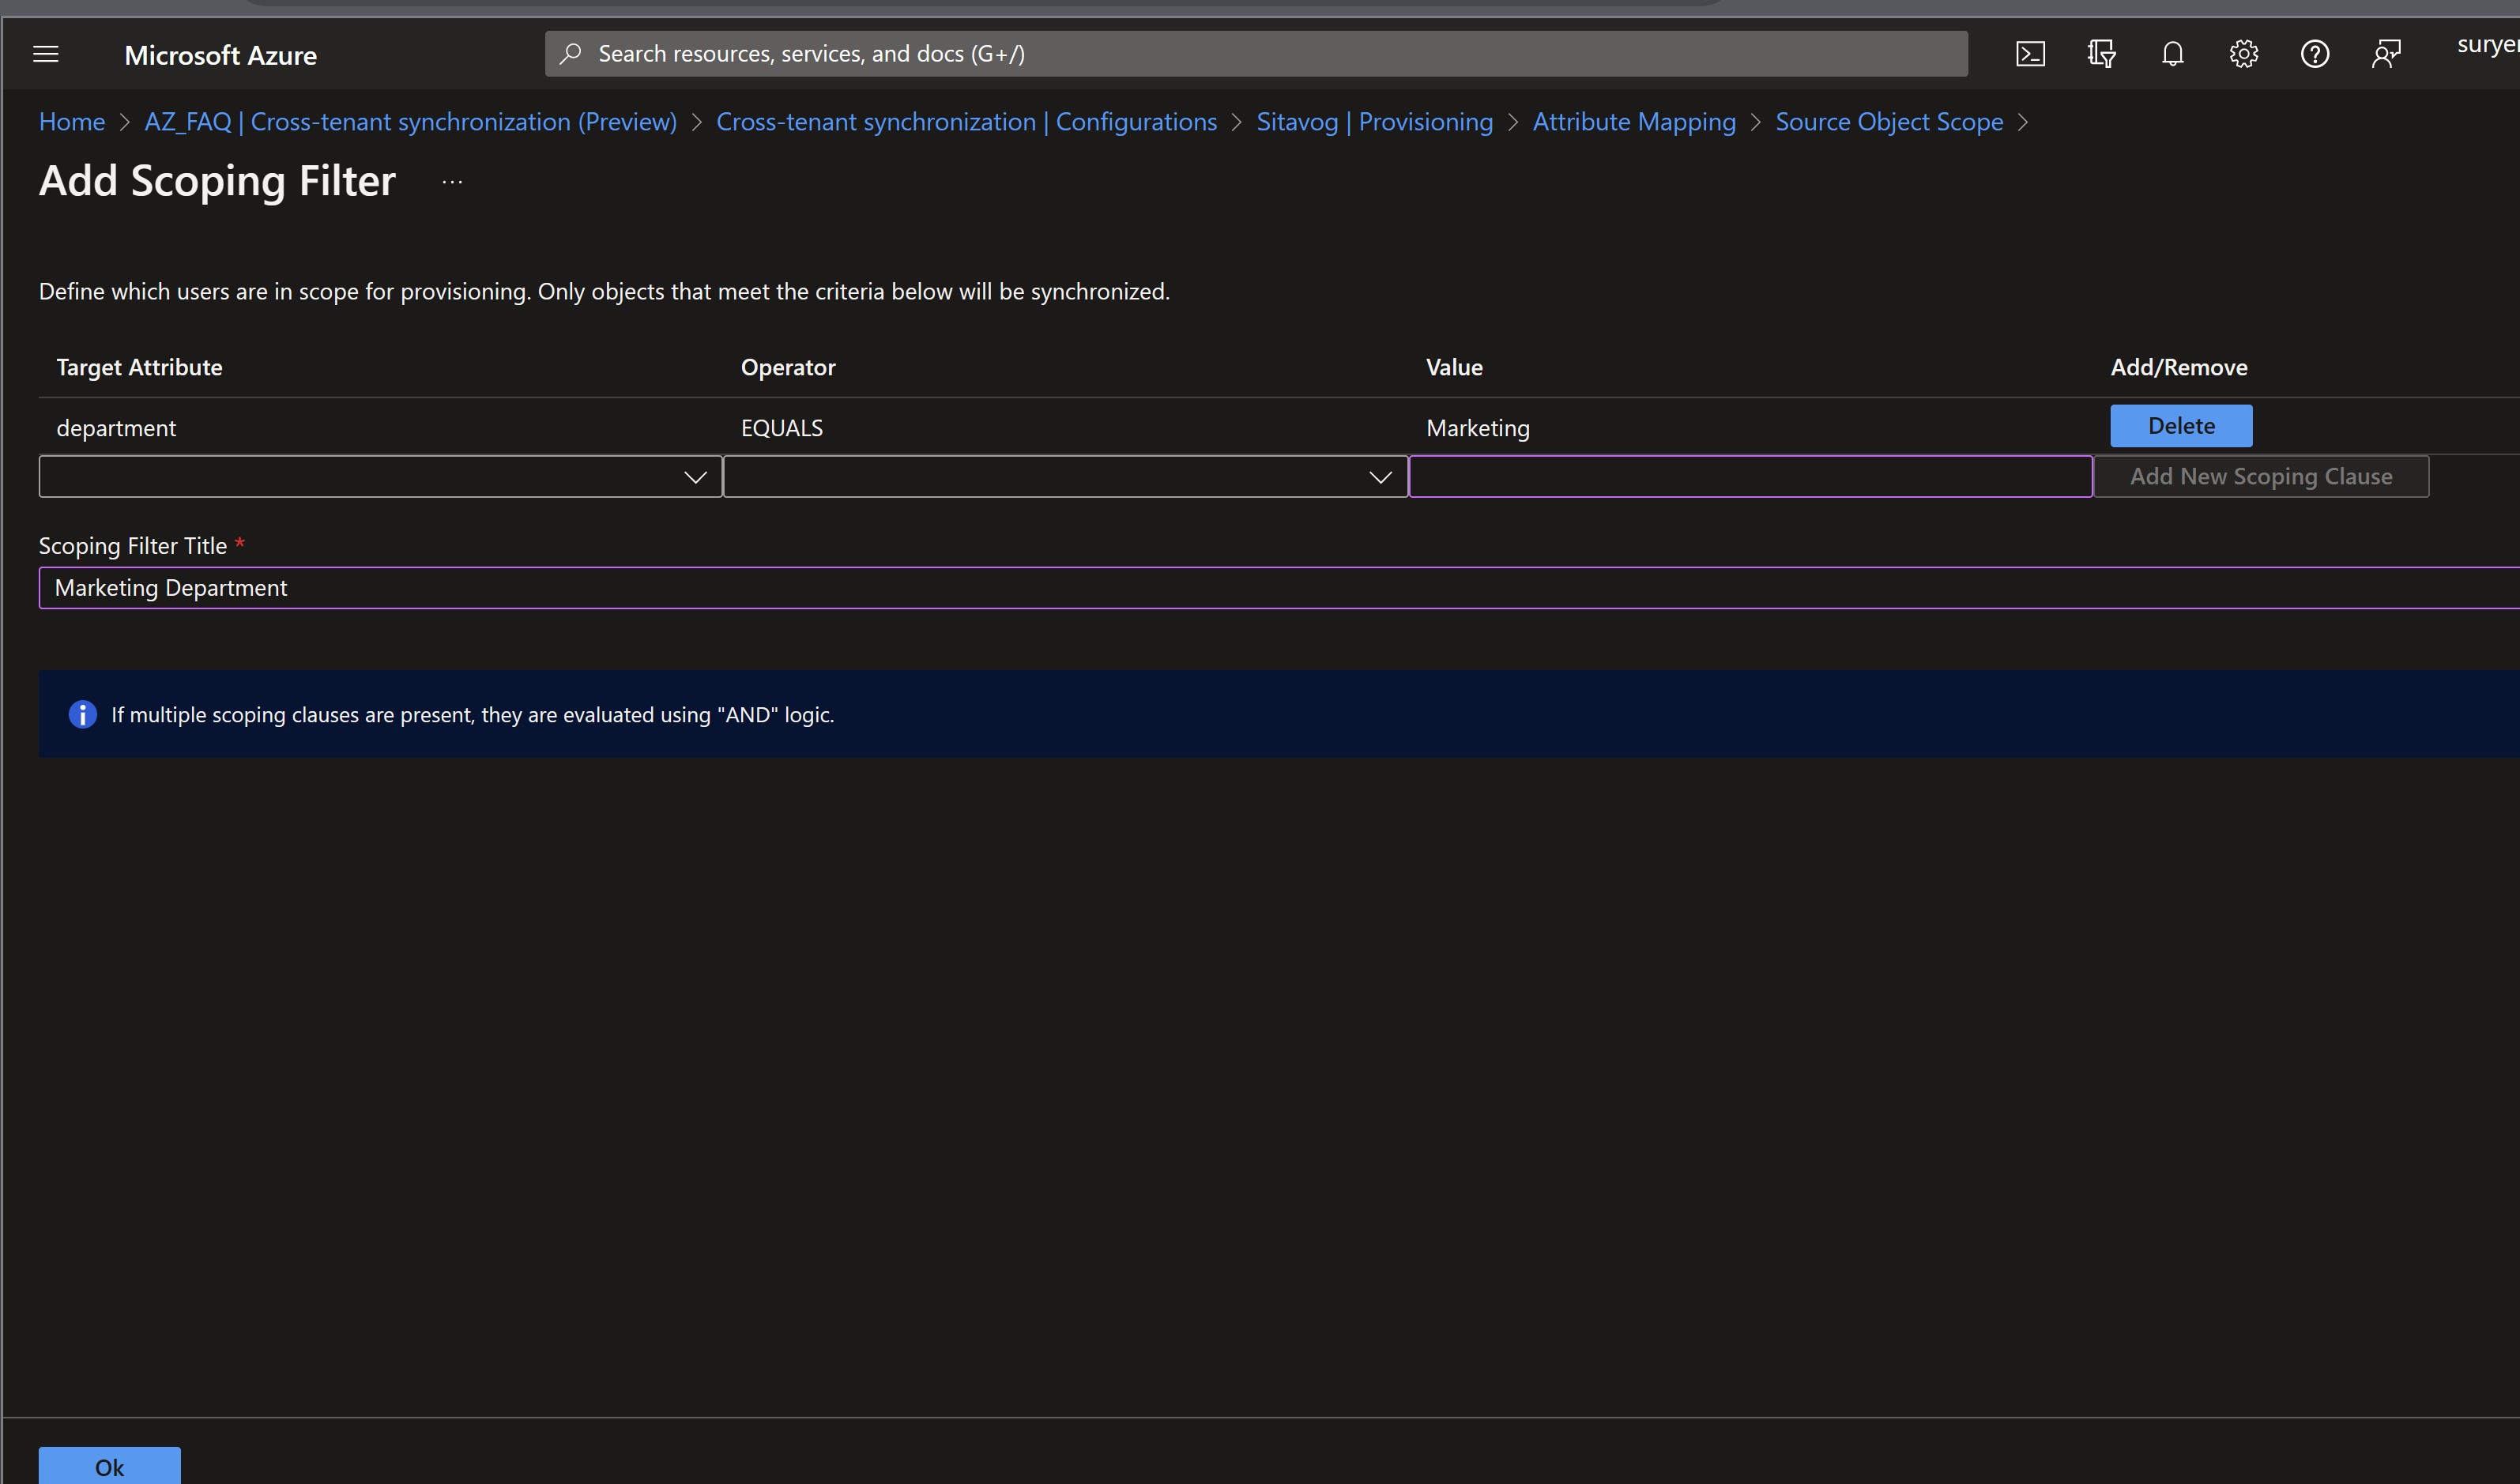 Microsoft Azure
Search resources, services, and docs (G+/)
Home > AZ_FAQ | Cross-tenant synchronization (Preview) > Cross-tenant synchronization | Configurations > Sitavog | Provisioning > Attribute Mapping > Source Object Scope >
Add Scoping Filter ...
Define which users are in scope for provisioning. Only objects that meet the criteria below will be synchronized.
Target Attribute Operator Value Add/Remove
department EQUALS Marketing Delete
Add New Scoping Clause
Scoping Filter Title *
Marketing Department
If multiple scoping clauses are present, they are evaluated using "AND" logic.
Ok